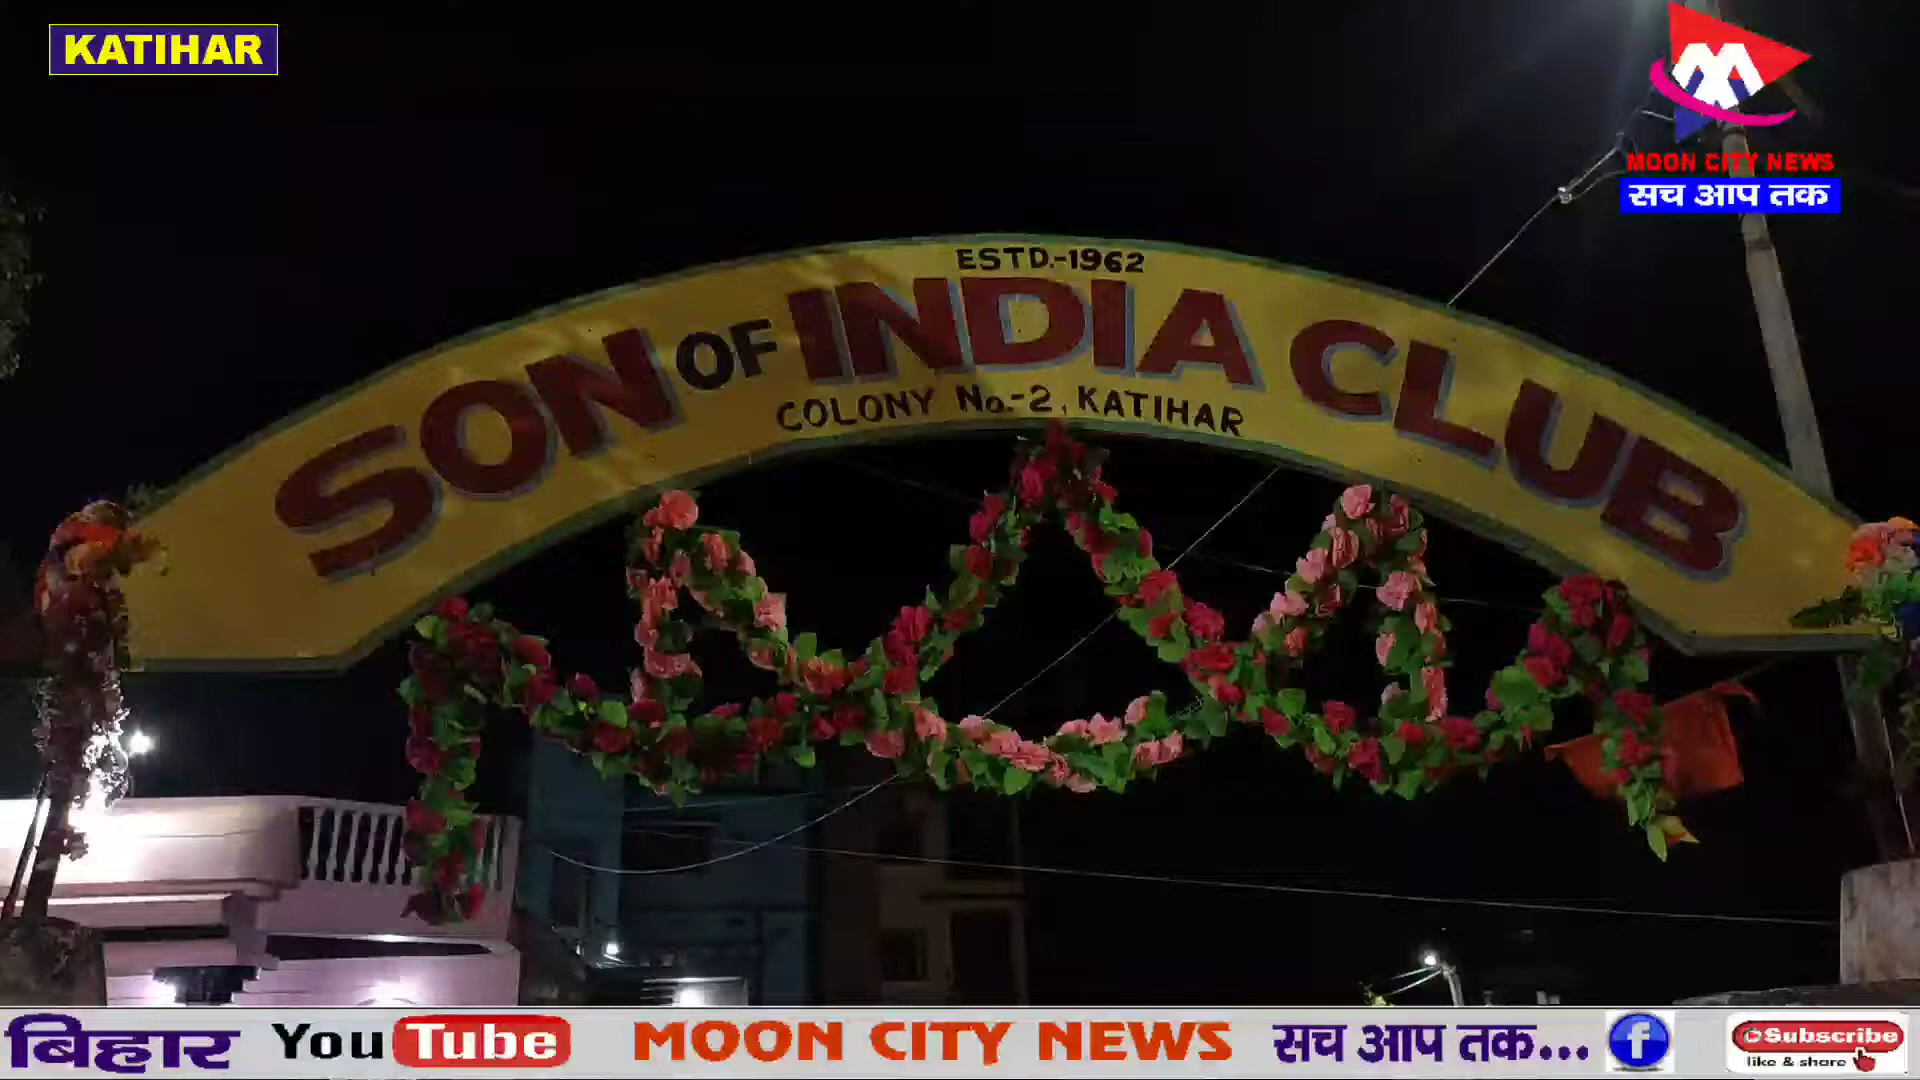 KATIHAR
MOON CITY NEWS
सच आप तक
ESTD.-1962
SON OF INDIA CLUB
COLONY No.-2, KATIHAR
बिहार YouTube MOON CITY NEWS सच आप तक... f Subscribe
like & share